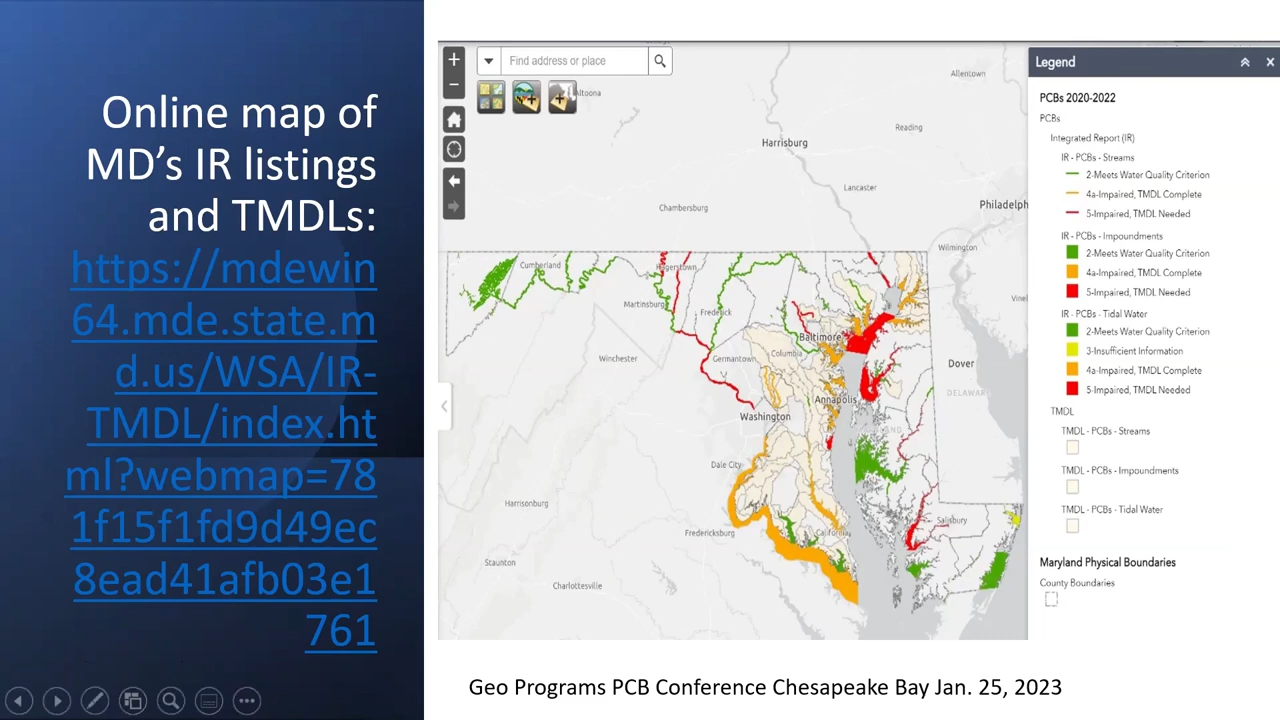 Online map of
MD’s IR listings
and TMDLs:
https://mdewin
64.mde.state.m
d.us/WSA/IR-
TMDL/index.ht
ml?webmap=78
1f15f1fd9d49ec
8ead41afb03e1
761
Find address or place
Altoona
Allentown
Harrisburg
Reading
Lancaster
Chambersburg
Philadelph
Wilmington
Cumberland
Hagerstown
Martinsburg
Frederick
Vinel
Baltimore
Winchester
Germantown
Columbia
Dover
DELAWARE
Annapolis
Washington
Dale City
Harrisonburg
Fredericksburg
California
Salisbury
Staunton
Charlottesville
Legend
PCBs 2020-2022
PCBs
Integrated Report (IR)
IR - PCBs - Streams
2-Meets Water Quality Criterion
4a-Impaired, TMDL Complete
5-Impaired, TMDL Needed
IR - PCBs - Impoundments
2-Meets Water Quality Criterion
4a-Impaired, TMDL Complete
5-Impaired, TMDL Needed
IR - PCBs - Tidal Water
2-Meets Water Quality Criterion
3-Insufficient Information
4a-Impaired, TMDL Complete
5-Impaired, TMDL Needed
TMDL
TMDL - PCBs - Streams
TMDL - PCBs - Impoundments
TMDL - PCBs - Tidal Water
Maryland Physical Boundaries
County Boundaries
Geo Programs PCB Conference Chesapeake Bay Jan. 25, 2023